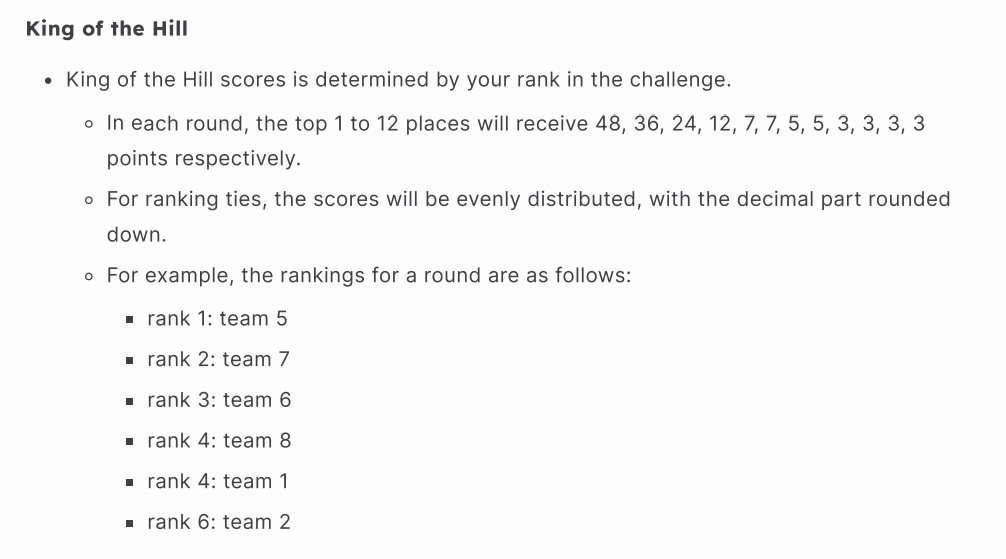 King of the Hill
• King of the Hill scores is determined by your rank in the challenge.
◦ In each round, the top 1 to 12 places will receive 48, 36, 24, 12, 7, 7, 5, 5, 3, 3, 3, 3
points respectively.
◦ For ranking ties, the scores will be evenly distributed, with the decimal part rounded
down.
◦ For example, the rankings for a round are as follows:
▪ rank 1: team 5
▪ rank 2: team 7
▪ rank 3: team 6
▪ rank 4: team 8
▪ rank 4: team 1
▪ rank 6: team 2